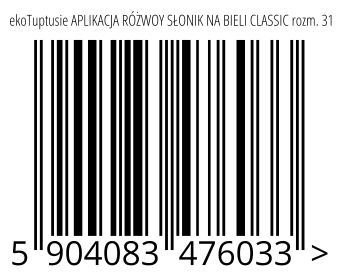 ekoTuptusie APLIKACJA RÓŻWOY SŁONIK NA BIELI CLASSIC rozm. 31
5 904083 476033 >